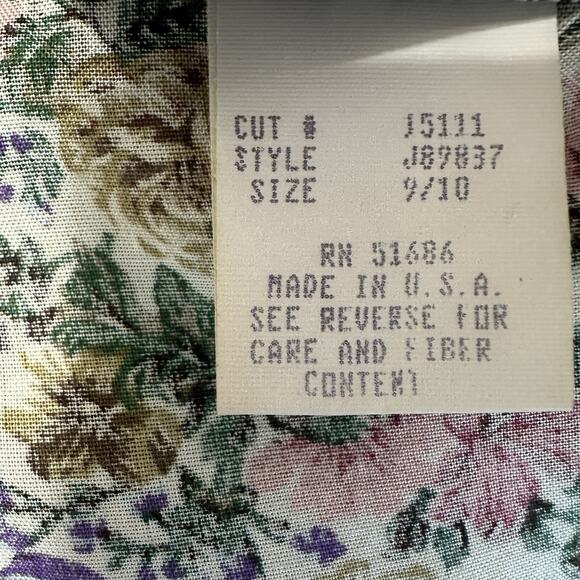 CUT # J5111
STYLE J89837
SIZE 9/10
RN 51686
MADE IN U.S.A.
SEE REVERSE FOR
CARE AND FIBER
CONTENT